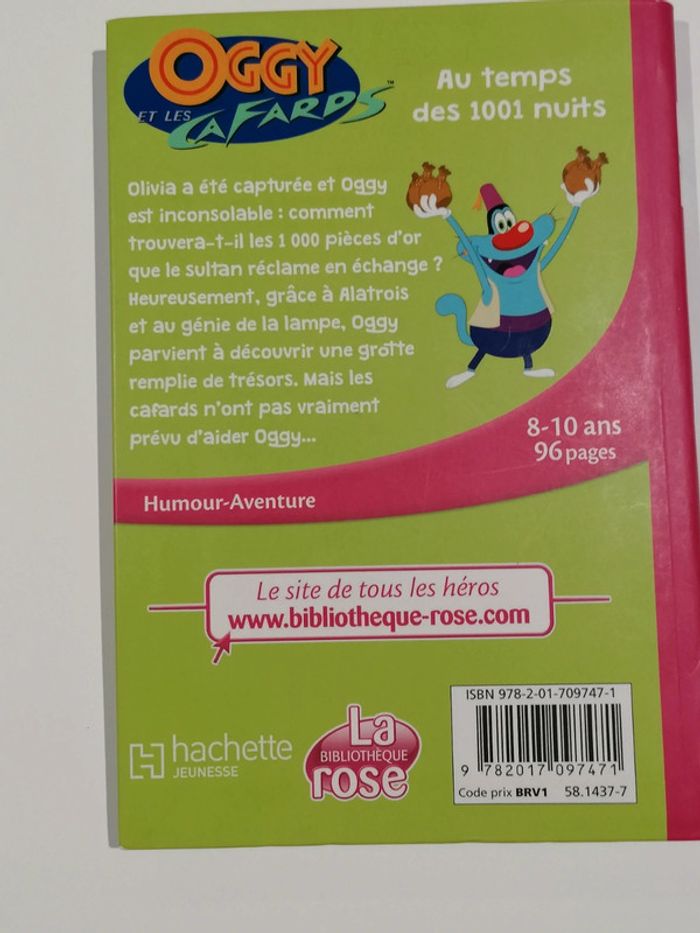 OGGY
ET LES
CAFARDS™
Au temps
des 1001 nuits
Olivia a été capturée et Oggy
est inconsolable : comment
trouvera-t-il les 1 000 pièces d'or
que le sultan réclame en échange ?
Heureusement, grâce à Alatrois
et au génie de la lampe, Oggy
parvient à découvrir une grotte
remplie de trésors. Mais les
cafards n'ont pas vraiment
prévu d'aider Oggy...
8-10 ans
96 pages
Humour-Aventure
Le site de tous les héros
www.bibliotheque-rose.com
hachette
JEUNESSE
La
BIBLIOTHÈQUE
rose
ISBN 978-2-01-709747-1
9 782017 097471
Code prix BRV1 58.1437-7